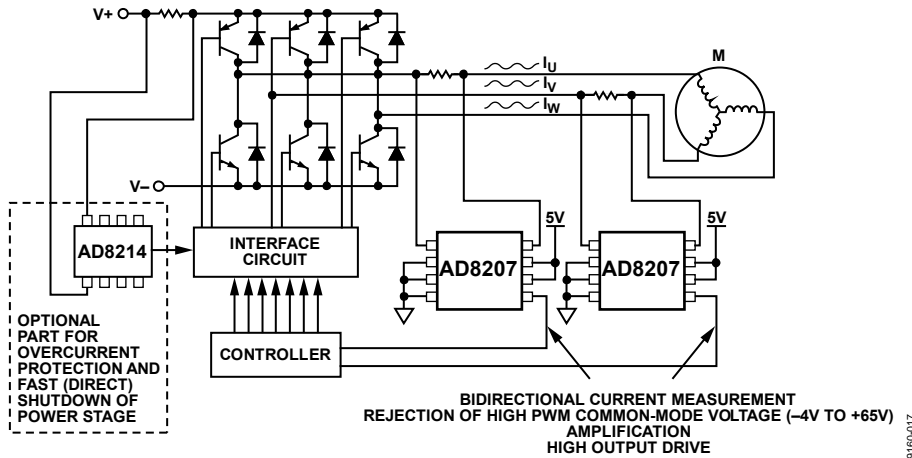 V+
I_U
I_V
I_W
M
V–
AD8214
INTERFACE
CIRCUIT
CONTROLLER
5V
AD8207
5V
AD8207
OPTIONAL
PART FOR
OVERCURRENT
PROTECTION AND
FAST (DIRECT)
SHUTDOWN OF
POWER STAGE
BIDIRECTIONAL CURRENT MEASUREMENT
REJECTION OF HIGH PWM COMMON-MODE VOLTAGE (–4V TO +65V)
AMPLIFICATION
HIGH OUTPUT DRIVE
9160-017